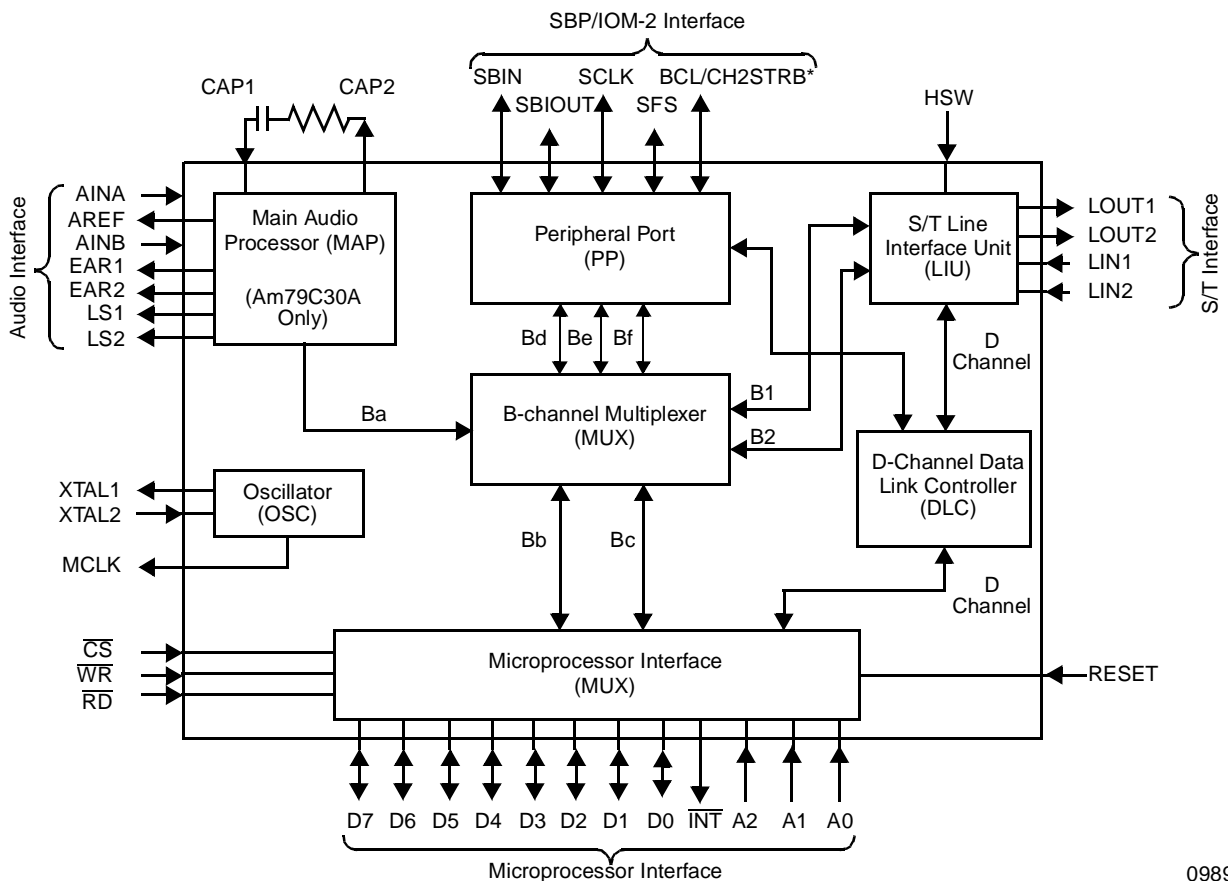 SBP/IOM-2 Interface
SBIN
SCLK
BCL/CH2STRB*
SBIOUT
SFS
CAP1
CAP2
HSW
Audio Interface
AINA
AREF
AINB
EAR1
EAR2
LS1
LS2
Main Audio
Processor (MAP)
(Am79C30A
Only)
Peripheral Port
(PP)
S/T Line
Interface Unit
(LIU)
LOUT1
LOUT2
LIN1
LIN2
S/T Interface
Bd
Be
Bf
D
Channel
Ba
B-channel Multiplexer
(MUX)
B1
B2
D-Channel Data
Link Controller
(DLC)
XTAL1
XTAL2
MCLK
Oscillator
(OSC)
Bb
Bc
D
Channel
CS
WR
RD
Microprocessor Interface
(MUX)
RESET
D7 D6 D5 D4 D3 D2 D1 D0 INT A2 A1 A0
Microprocessor Interface
0989